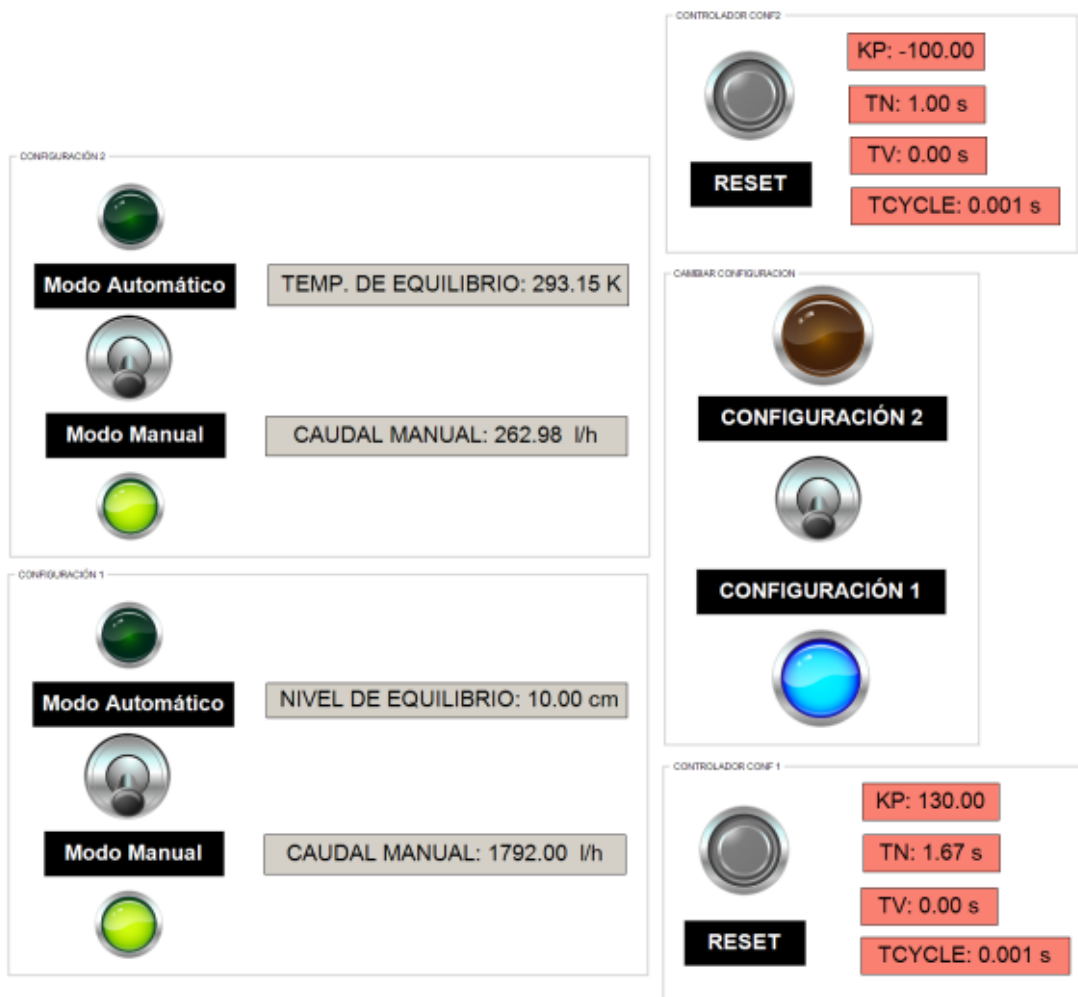 CONTROLADOR CONF2
KP: -100.00
TN: 1.00 s
TV: 0.00 s
RESET
TCYCLE: 0.001 s
CONFIGURACIÓN 2
Modo Automático
TEMP. DE EQUILIBRIO: 293.15 K
Modo Manual
CAUDAL MANUAL: 262.98 l/h
CAMBIAR CONFIGURACION
CONFIGURACIÓN 2
CONFIGURACIÓN 1
CONFIGURACIÓN 1
Modo Automático
NIVEL DE EQUILIBRIO: 10.00 cm
Modo Manual
CAUDAL MANUAL: 1792.00 l/h
CONTROLADOR CONF 1
KP: 130.00
TN: 1.67 s
TV: 0.00 s
RESET
TCYCLE: 0.001 s